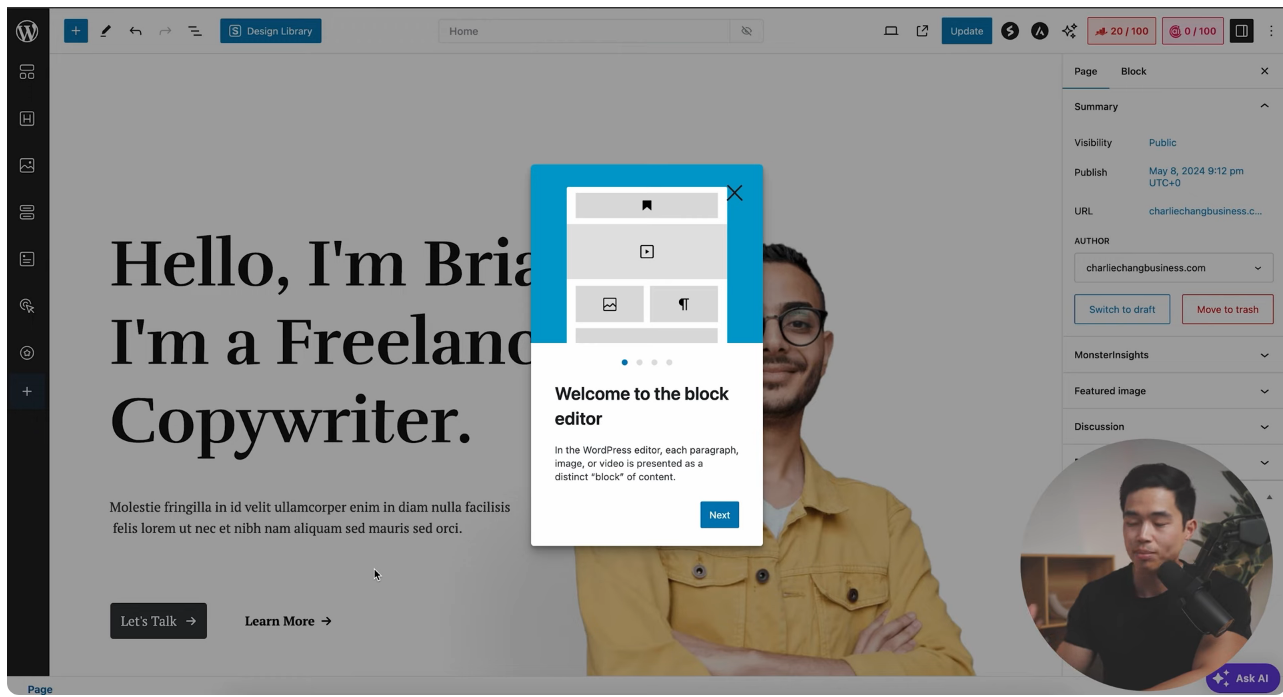 Design Library
Home
Update
20 / 100
0 / 100
Page
Block
Summary
Visibility
Public
Publish
May 8, 2024 9:12 pm
UTC+0
URL
charliechangbusiness.c...
AUTHOR
charliechangbusiness.com
Switch to draft
Move to trash
MonsterInsights
Featured image
Discussion
Hello, I'm Bria
I'm a Freelanc
Copywriter.
Molestie fringilla in id velit ullamcorper enim in diam nulla facilisis
felis lorem ut nec et nibh nam aliquam sed mauris sed orci.
Let's Talk →
Learn More →
Welcome to the block
editor
In the WordPress editor, each paragraph,
image, or video is presented as a
distinct “block” of content.
Next
Ask AI
Page